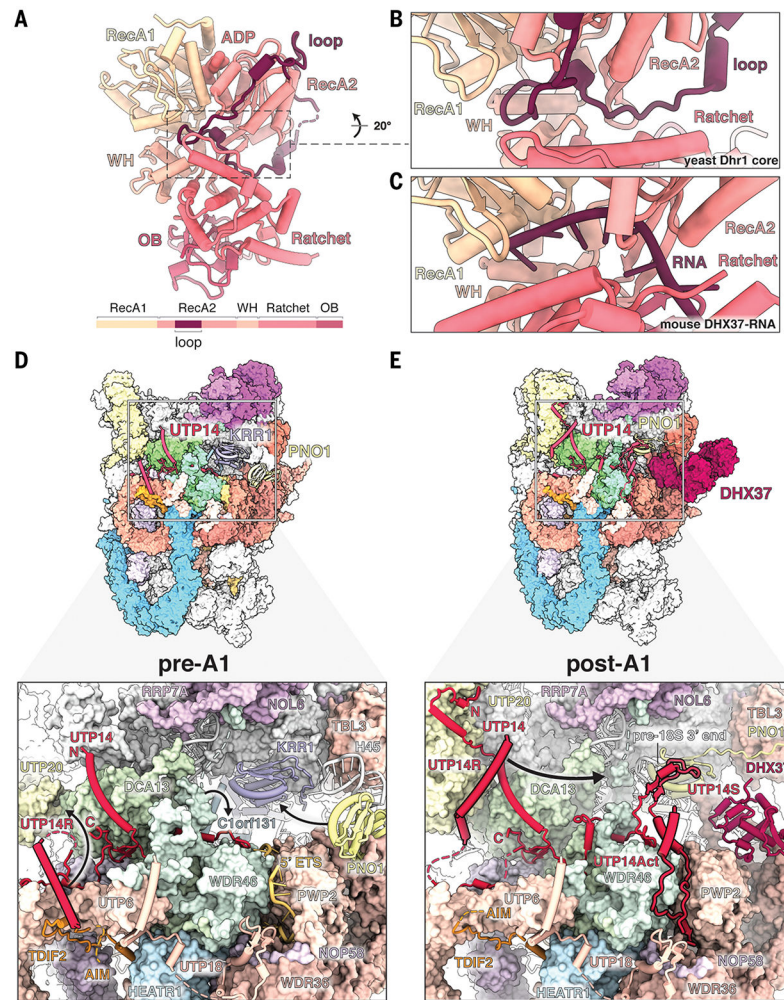 A
RecA1
ADP
loop
RecA2
20°
WH
OB
Ratchet
RecA1
RecA2
WH
Ratchet
OB
loop
B
RecA2
loop
RecA1
WH
Ratchet
yeast Dhr1 core
C
RecA2
RecA1
RNA
Ratchet
WH
mouse DHX37-RNA
D
UTP14
KRR1
PNO1
pre-A1
RRP7A
NOL6
UTP14
N
TBL3
H45
KRR1
UTP20
DCA13
UTP14R
C
C1orf131
PNO1
5' ETS
WDR46
UTP6
PWP2
TDIF2
AIM
UTP18
NOP58
HEATR1
WDR36
E
PNO1
UTP14
DHX37
post-A1
UTP20
N
RRP7A
NOL6
UTP14
TBL3
pre-18S 3' end
PNO1
UTP14R
DCA13
DHX37
UTP14S
C
UTP14Act
WDR46
UTP6
PWP2
AIM
TDIF2
UTP18
NOP58
HEATR1
WDR36